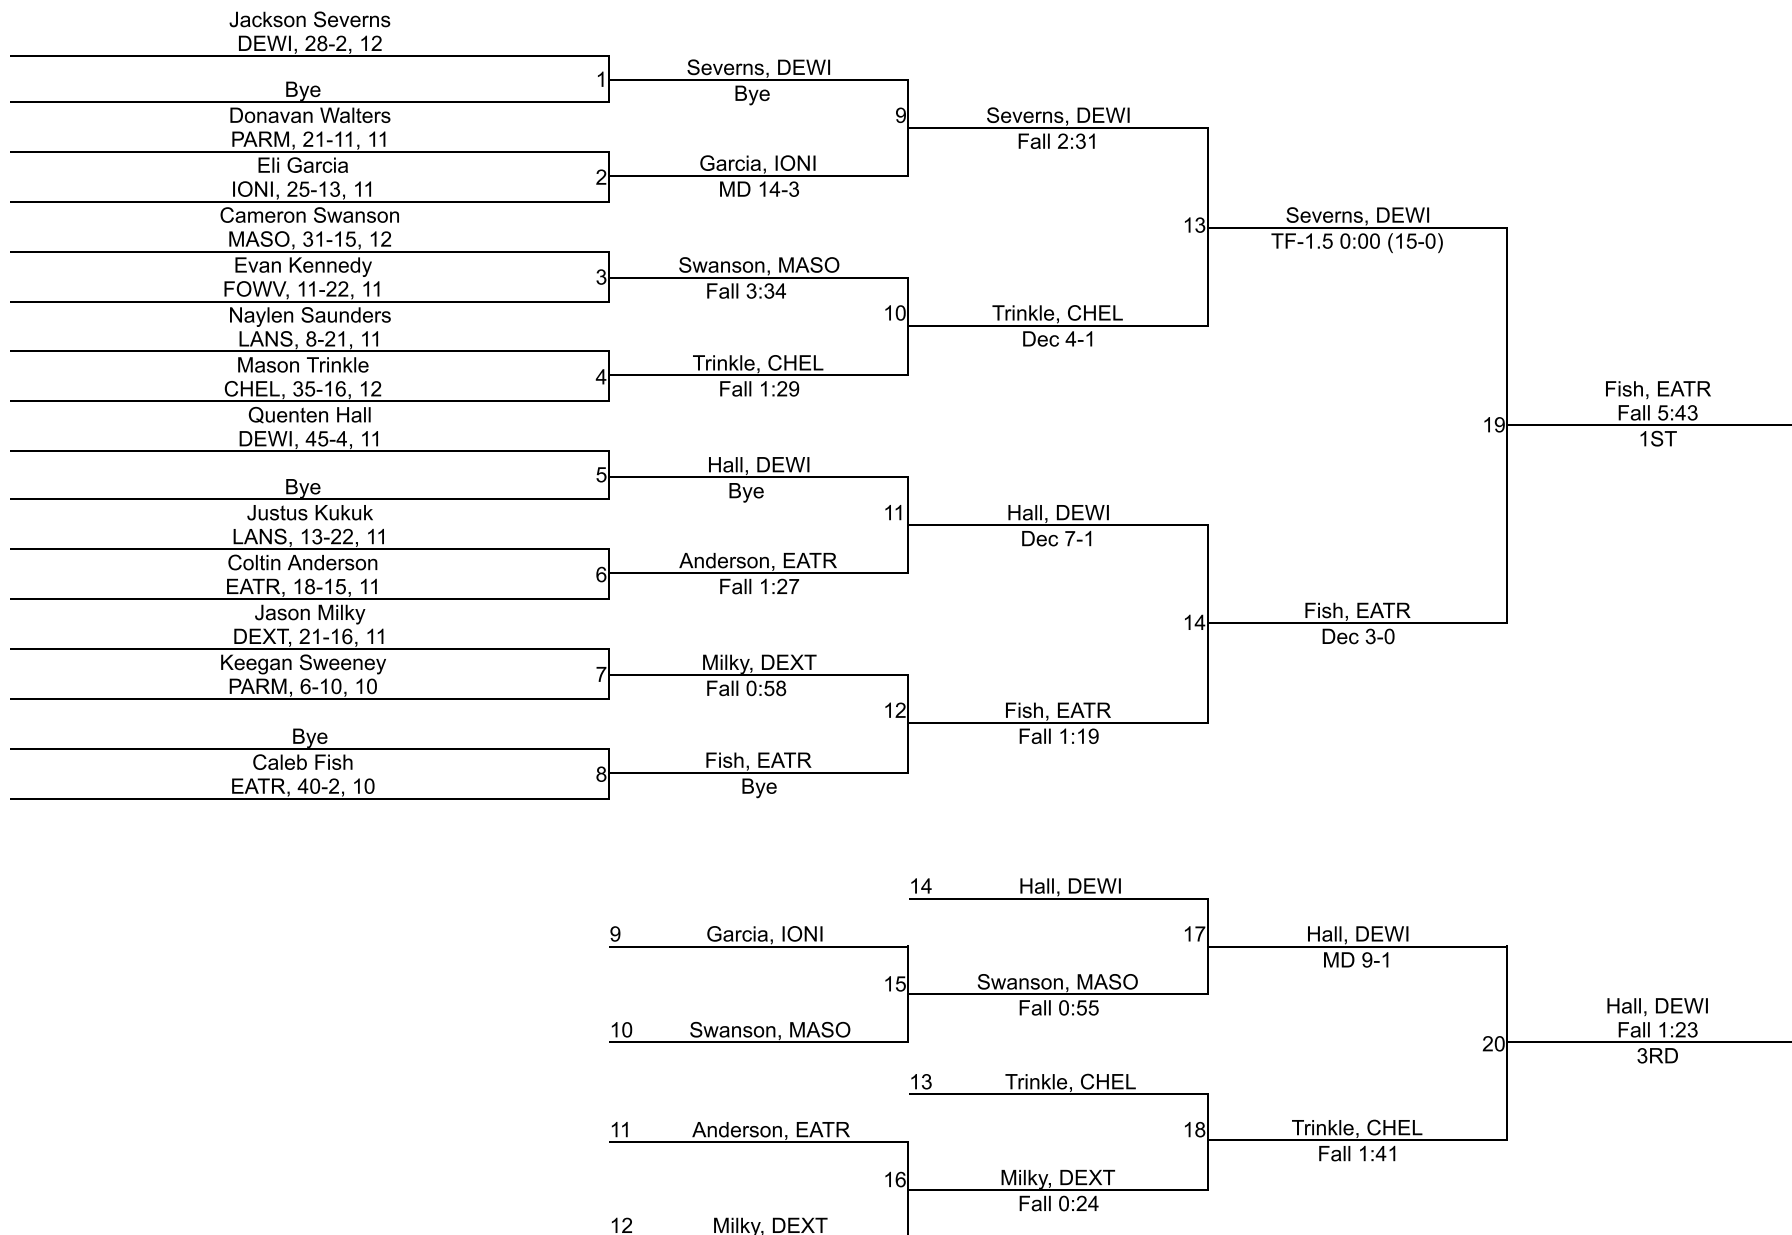 Jackson Severns
DEWI, 28-2, 12
Bye
Donavan Walters
PARM, 21-11, 11
Eli Garcia
IONI, 25-13, 11
Cameron Swanson
MASO, 31-15, 12
Evan Kennedy
FOWV, 11-22, 11
Naylen Saunders
LANS, 8-21, 11
Mason Trinkle
CHEL, 35-16, 12
Quenten Hall
DEWI, 45-4, 11
Bye
Justus Kukuk
LANS, 13-22, 11
Coltin Anderson
EATR, 18-15, 11
Jason Milky
DEXT, 21-16, 11
Keegan Sweeney
PARM, 6-10, 10
Bye
Caleb Fish
EATR, 40-2, 10
1
Severns, DEWI
Bye
2
Garcia, IONI
MD 14-3
3
Swanson, MASO
Fall 3:34
4
Trinkle, CHEL
Fall 1:29
5
Hall, DEWI
Bye
6
Anderson, EATR
Fall 1:27
7
Milky, DEXT
Fall 0:58
8
Fish, EATR
Bye
9
Severns, DEWI
Fall 2:31
10
Trinkle, CHEL
Dec 4-1
11
Hall, DEWI
Dec 7-1
12
Fish, EATR
Fall 1:19
13
Severns, DEWI
TF-1.5 0:00 (15-0)
14
Fish, EATR
Dec 3-0
19
Fish, EATR
Fall 5:43
1ST
14 Hall, DEWI
9 Garcia, IONI
15
Swanson, MASO
Fall 0:55
10 Swanson, MASO
17
Hall, DEWI
MD 9-1
13 Trinkle, CHEL
11 Anderson, EATR
16
Milky, DEXT
Fall 0:24
12 Milky, DEXT
18
Trinkle, CHEL
Fall 1:41
20
Hall, DEWI
Fall 1:23
3RD